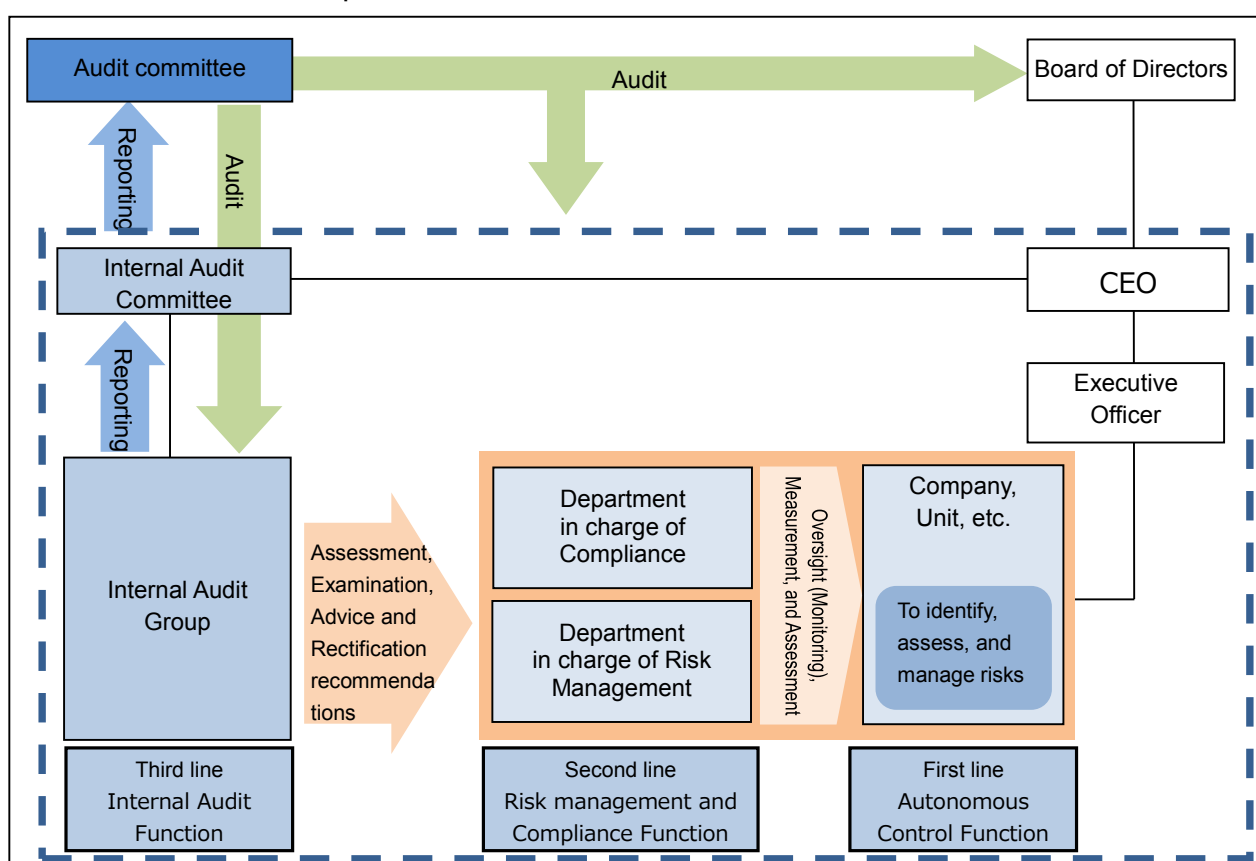 Audit committee
Audit
Board of Directors
Reporting
Audit
Internal Audit
Committee
CEO
Reporting
Executive
Officer
Internal Audit
Group
Assessment,
Examination,
Advice and
Rectification
recommenda
tions
Department
in charge of
Compliance
Department
in charge of Risk
Management
Oversight (Monitoring),
Measurement, and Assessment
Company,
Unit, etc.
To identify,
assess, and
manage risks
Third line
Internal Audit
Function
Second line
Risk management and
Compliance Function
First line
Autonomous
Control Function